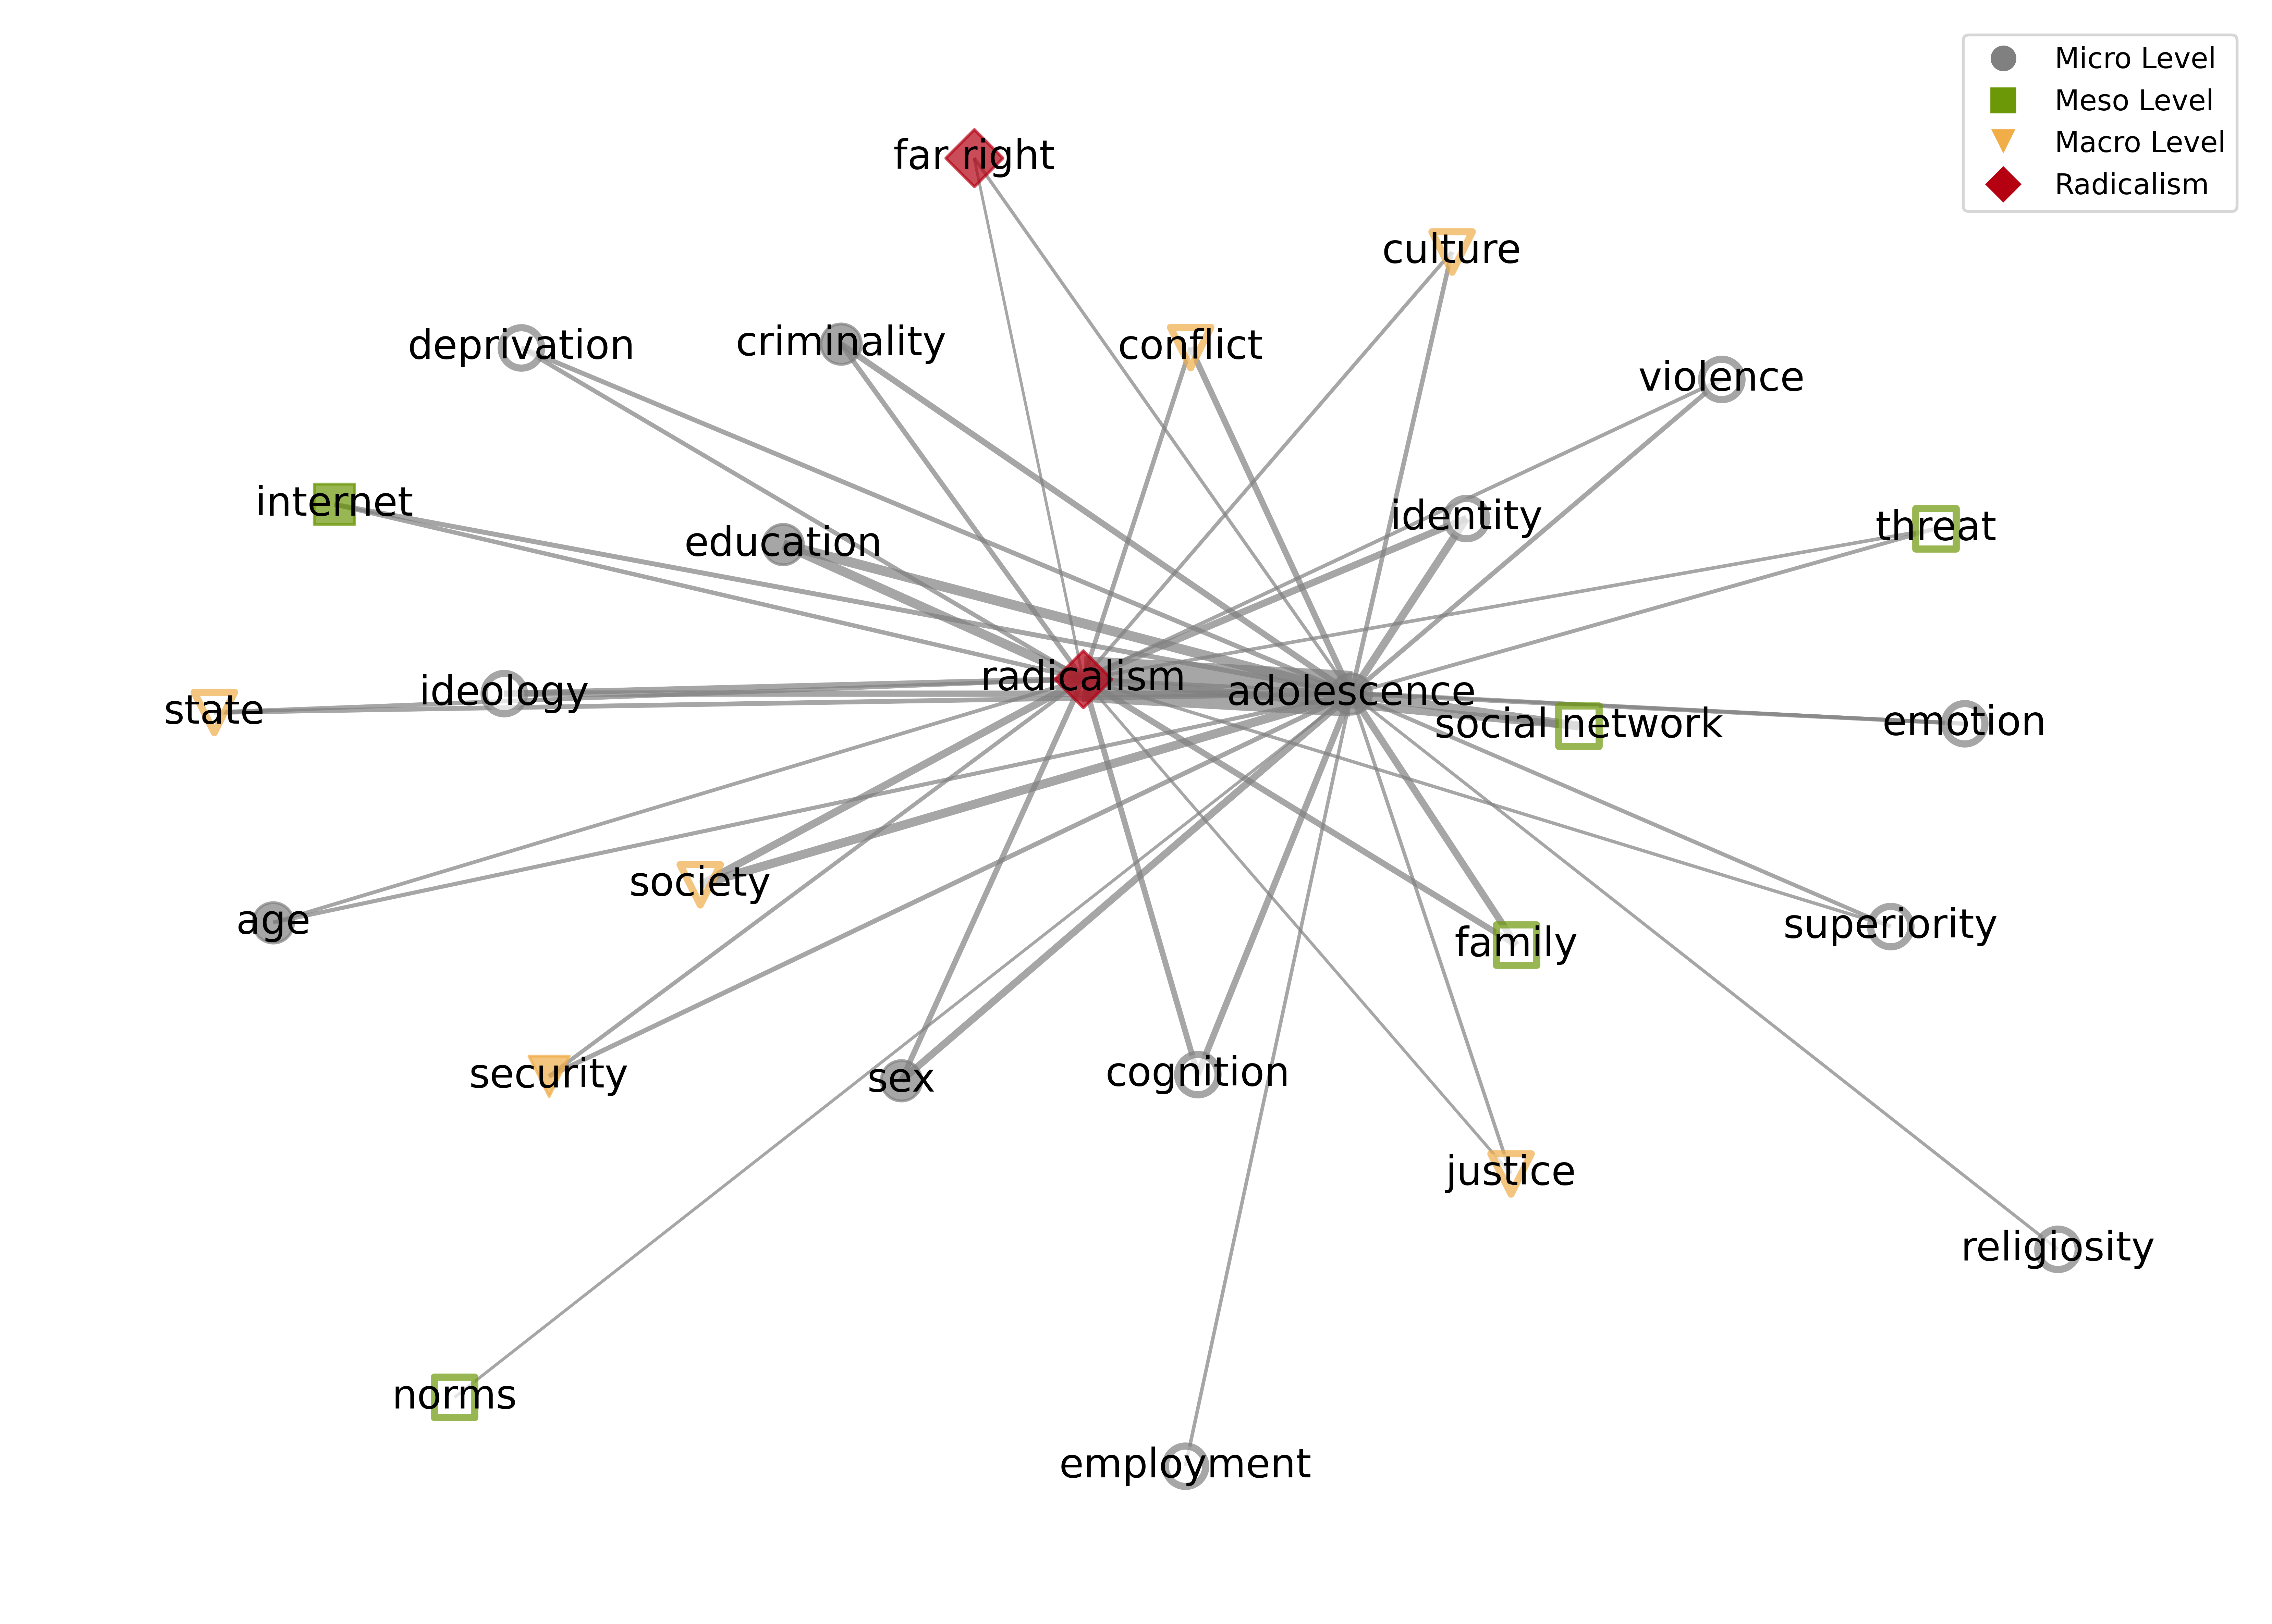 Micro Level
Meso Level
Macro Level
Radicalism
far right
culture
deprivation
criminality
conflict
violence
internet
education
identity
threat
radicalism
adolescence
state
ideology
social network
emotion
society
age
family
superiority
security
sex
cognition
justice
religiosity
norms
employment